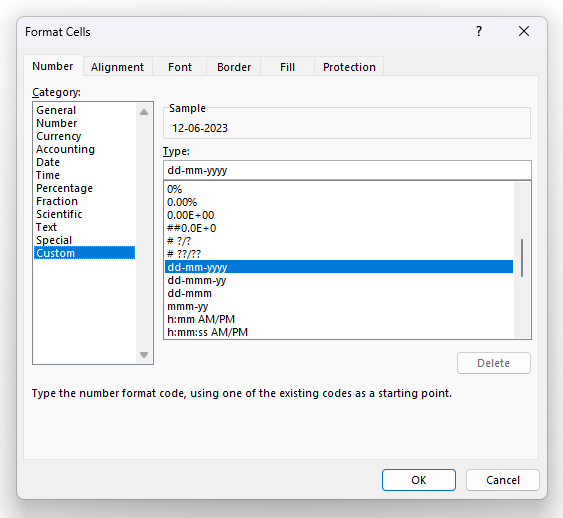 Format Cells
?
Number Alignment Font Border Fill Protection
Category:
General
Number
Currency
Accounting
Date
Time
Percentage
Fraction
Scientific
Text
Special
Custom
Sample
12-06-2023
Type:
dd-mm-yyyy
0%
0.00%
0.00E+00
##0.0E+0
# ?/?
# ??/??
dd-mm-yyyy
dd-mmm-yy
dd-mmm
mmm-yy
h:mm AM/PM
h:mm:ss AM/PM
Delete
Type the number format code, using one of the existing codes as a starting point.
OK Cancel